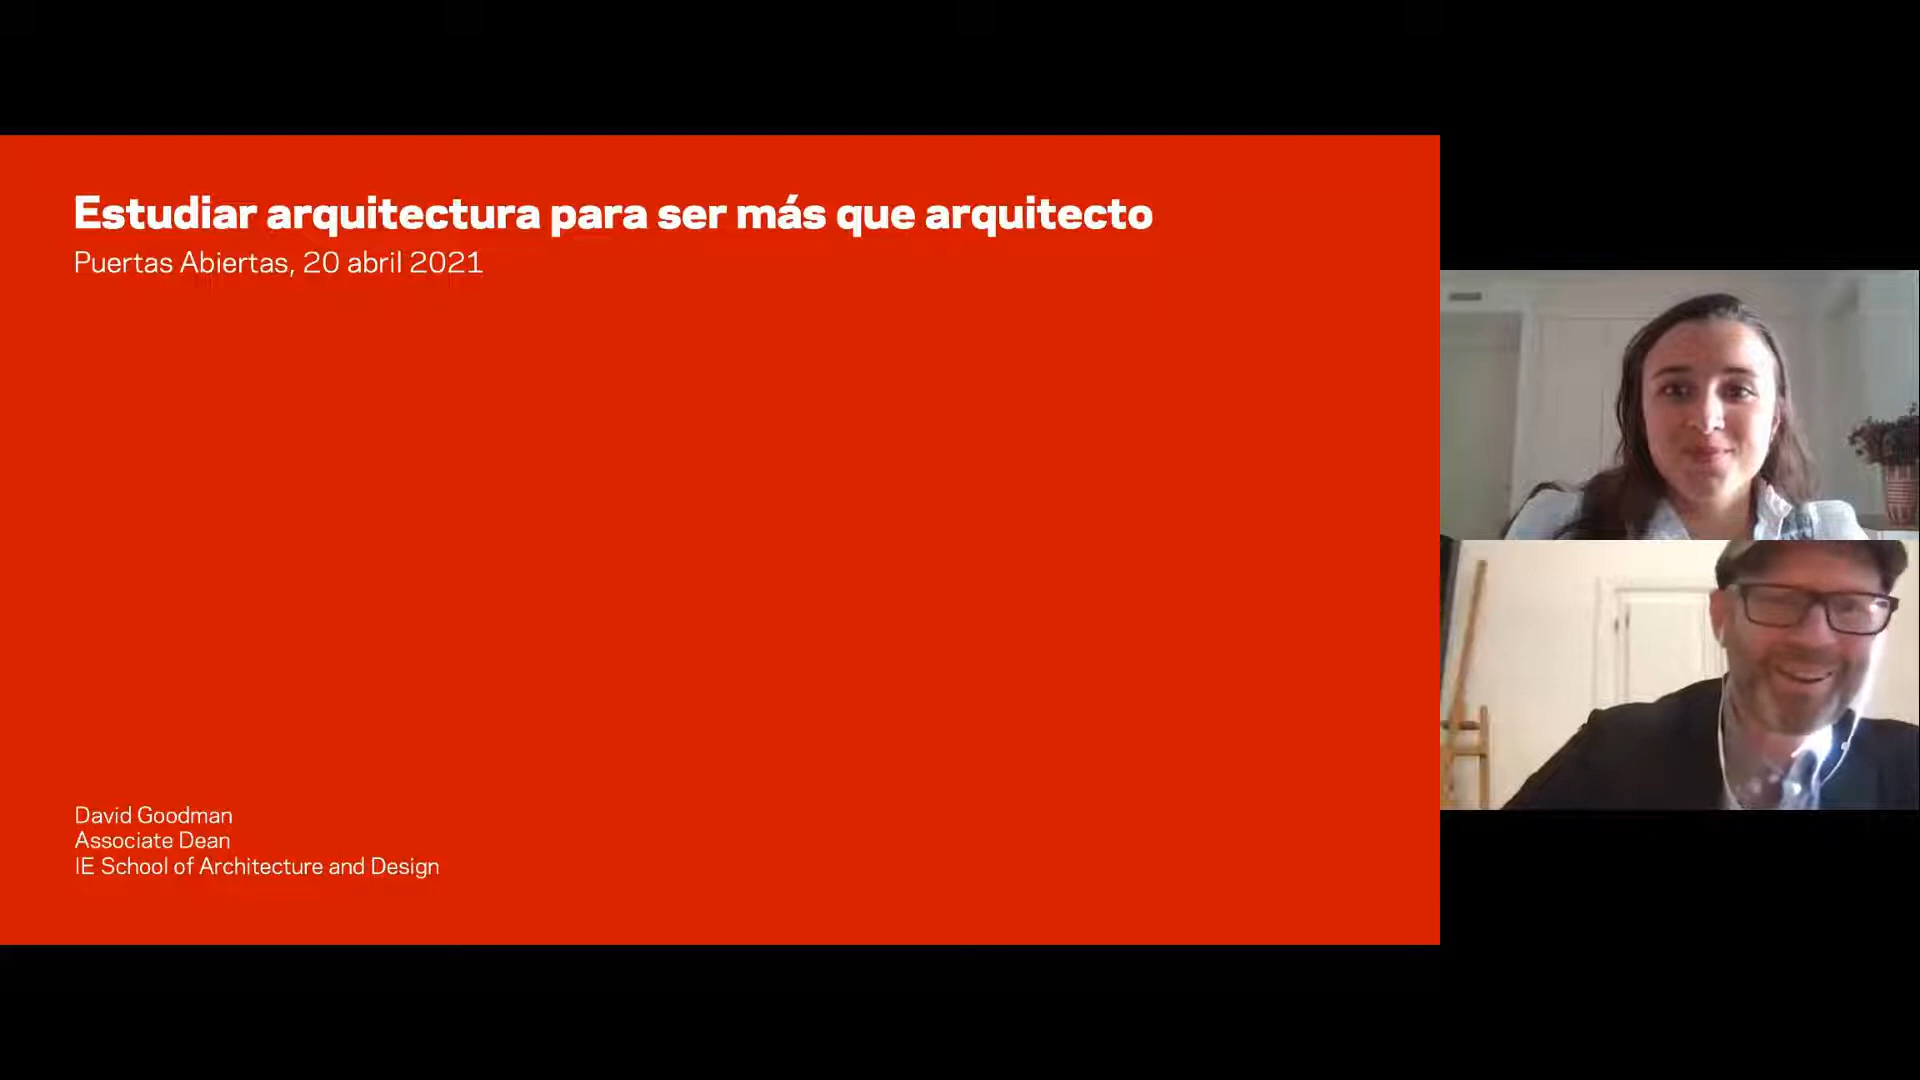 Estudiar arquitectura para ser más que arquitecto
Puertas Abiertas, 20 abril 2021
David Goodman
Associate Dean
IE School of Architecture and Design